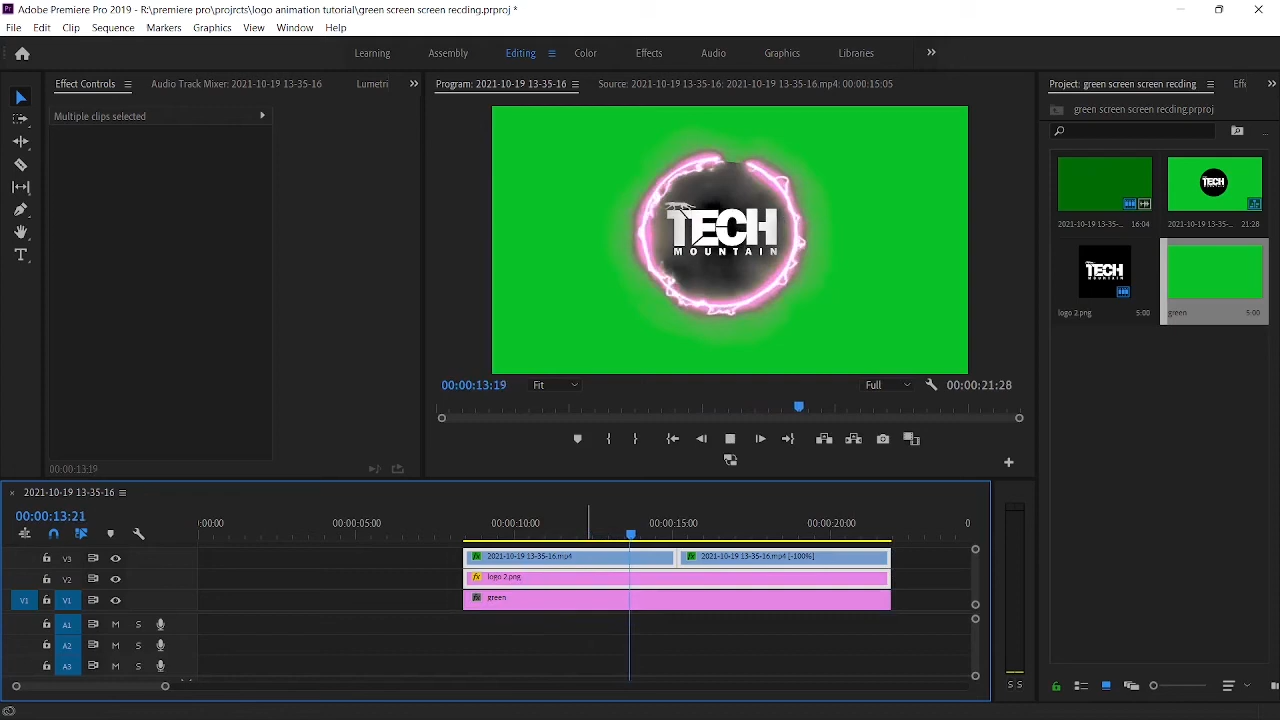 Adobe Premiere Pro 2019 - R:\premiere pro\projrcts\logo animation tutorial\green screen screen recding.prproj *
File Edit Clip Sequence Markers Graphics View Window Help
Learning Assembly Editing Color Effects Audio Graphics Libraries
Effect Controls Audio Track Mixer: 2021-10-19 13-35-16 Lumetri
Program: 2021-10-19 13-35-16 Source: 2021-10-19 13-35-16: 2021-10-19 13-35-16.mp4: 00:00:15:05
Project: green screen screen recding Eff
green screen screen recding.prproj
Multiple clips selected
TECH
MOUNTAIN
TECH
2021-10-19 13-35-... 16:04 2021-10-19 13-35-... 21:28
TECH
logo 2.png 5:00 green 5:00
00:00:13:19 Fit Full 00:00:21:28
00:00:13:19
2021-10-19 13-35-16
00:00:13:21
:00:00 00:00:05:00 00:00:10:00 00:00:15:00 00:00:20:00 0
V3 2021-10-19 13-35-16.mp4 2021-10-19 13-35-16.mp4 [-100%]
V2 logo 2.png
V1 V1 green
A1 M S
A2 M S
A3 M S
S S